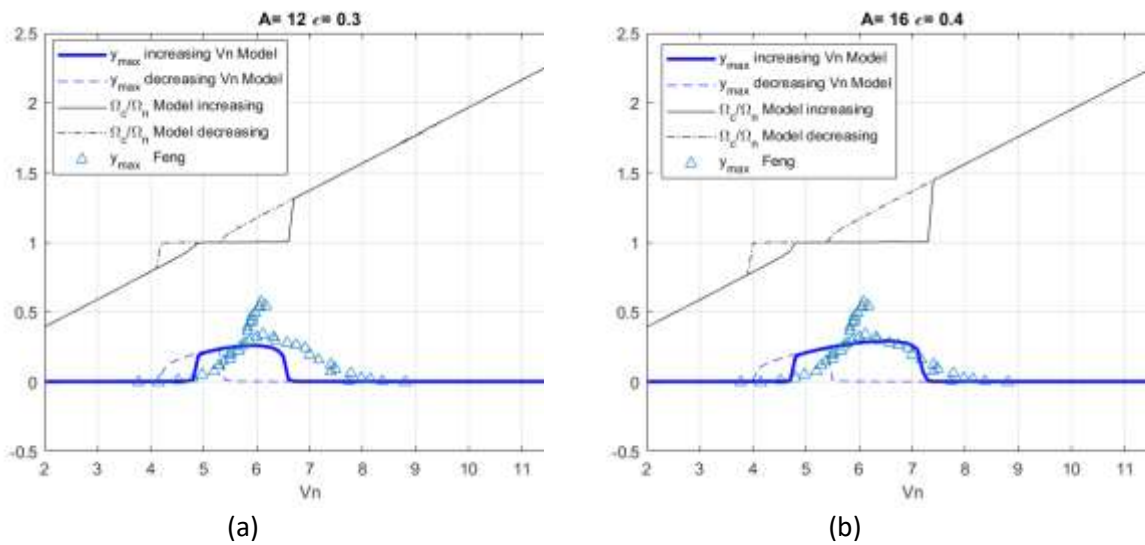 A= 12 ϵ= 0.3
2.5
2
1.5
1
0.5
0
-0.5
y_max increasing Vn Model
y_max decreasing Vn Model
Ω_c/Ω_n Model increasing
Ω_c/Ω_n Model decreasing
y_max Feng
2 3 4 5 6 7 8 9 10 11
Vn
(a)
A= 16 ϵ= 0.4
2.5
2
1.5
1
0.5
0
-0.5
y_max increasing Vn Model
y_max decreasing Vn Model
Ω_c/Ω_n Model increasing
Ω_c/Ω_n Model decreasing
y_max Feng
2 3 4 5 6 7 8 9 10 11
Vn
(b)